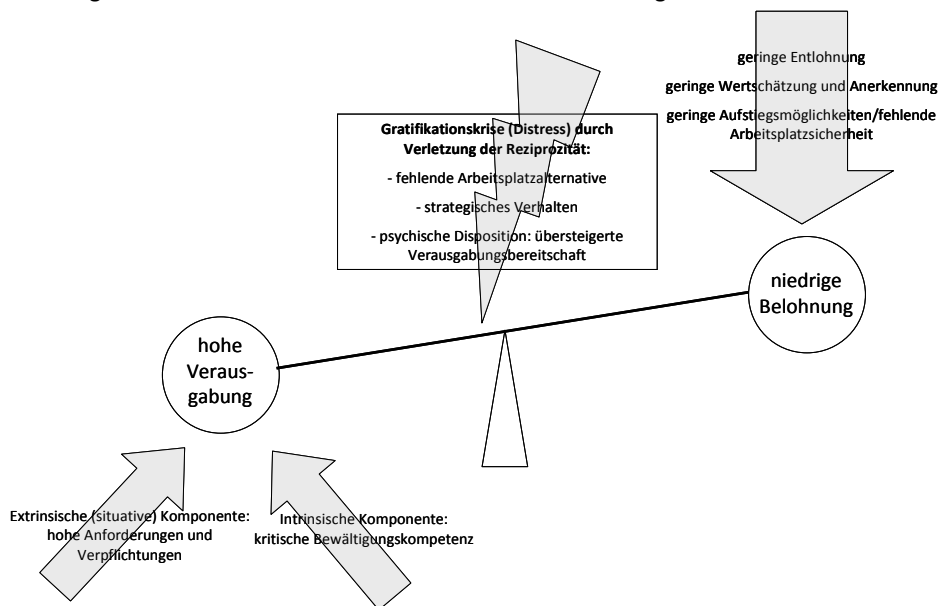 geringe Entlohnung
geringe Wertschätzung und Anerkennung
geringe Aufstiegsmöglichkeiten/fehlende
Arbeitsplatzsicherheit
Gratifikationskrise (Distress) durch
Verletzung der Reziprozität:
- fehlende Arbeitsplatzalternative
- strategisches Verhalten
- psychische Disposition: übersteigerte
Verausgabungsbereitschaft
niedrige
Belohnung
hohe
Veraus-
gabung
Extrinsische (situative) Komponente:
hohe Anforderungen und
Verpflichtungen
Intrinsische Komponente:
kritische Bewältigungskompetenz